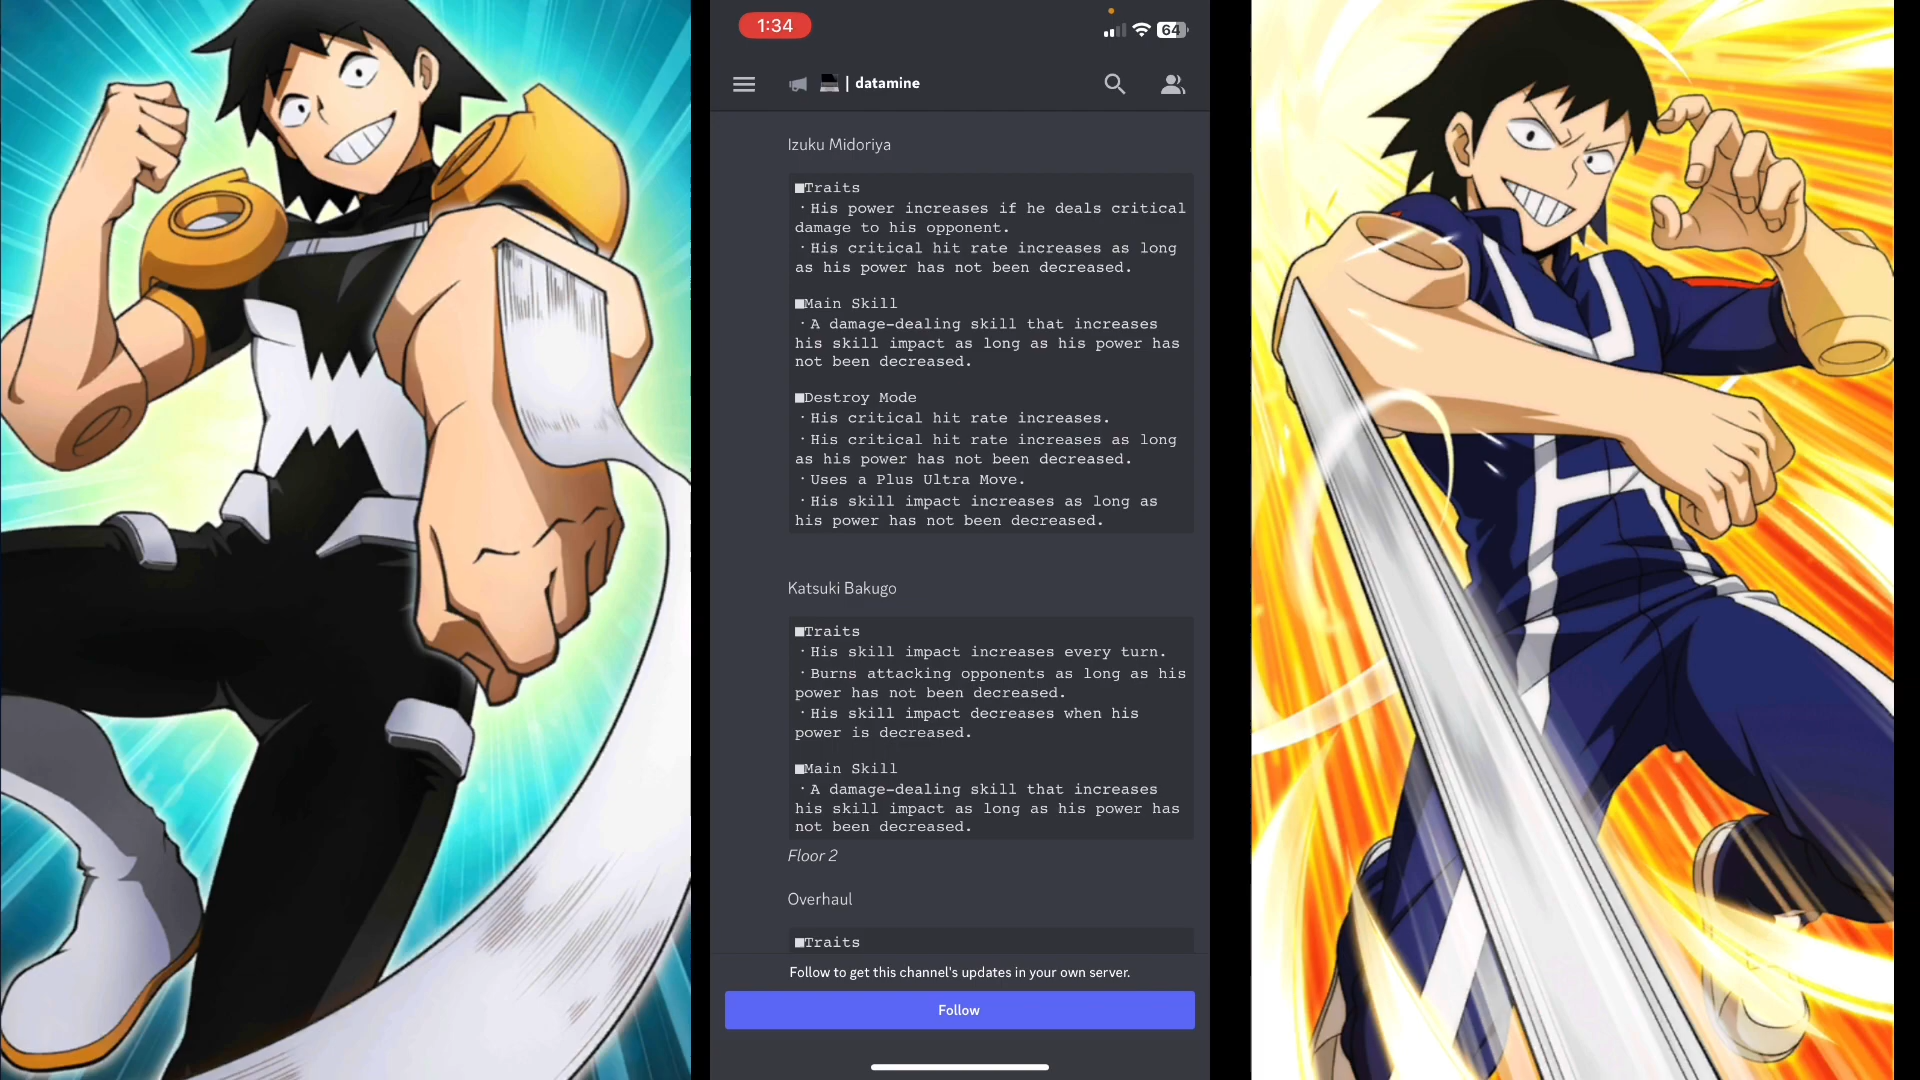 1:34
64
| datamine
Izuku Midoriya
■Traits
・His power increases if he deals critical
damage to his opponent.
・His critical hit rate increases as long
as his power has not been decreased.
■Main Skill
・A damage-dealing skill that increases
his skill impact as long as his power has
not been decreased.
■Destroy Mode
・His critical hit rate increases.
・His critical hit rate increases as long
as his power has not been decreased.
・Uses a Plus Ultra Move.
・His skill impact increases as long as
his power has not been decreased.
Katsuki Bakugo
■Traits
・His skill impact increases every turn.
・Burns attacking opponents as long as his
power has not been decreased.
・His skill impact decreases when his
power is decreased.
■Main Skill
・A damage-dealing skill that increases
his skill impact as long as his power has
not been decreased.
Floor 2
Overhaul
■Traits
Follow to get this channel's updates in your own server.
Follow